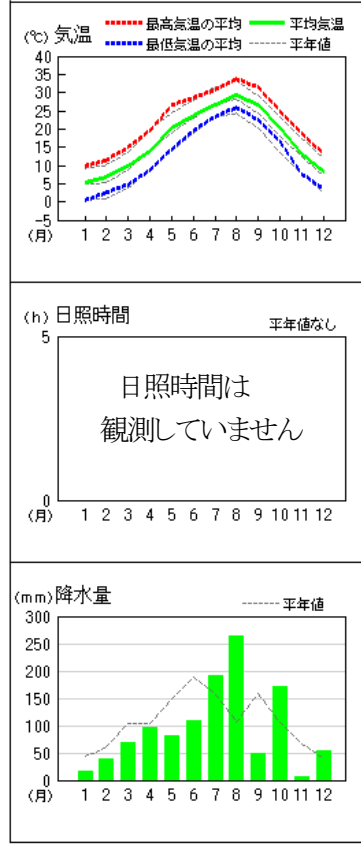 最高気温の平均 平均気温
(℃) 気温
最低気温の平均 平年値
40
35
30
25
20
15
10
5
0
-5
(月) 1 2 3 4 5 6 7 8 9 10 11 12
(h) 日照時間
平年値なし
5
日照時間は
観測していません
0
(月) 1 2 3 4 5 6 7 8 9 10 11 12
(mm) 降水量
平年値
300
250
200
150
100
50
0
(月) 1 2 3 4 5 6 7 8 9 10 11 12